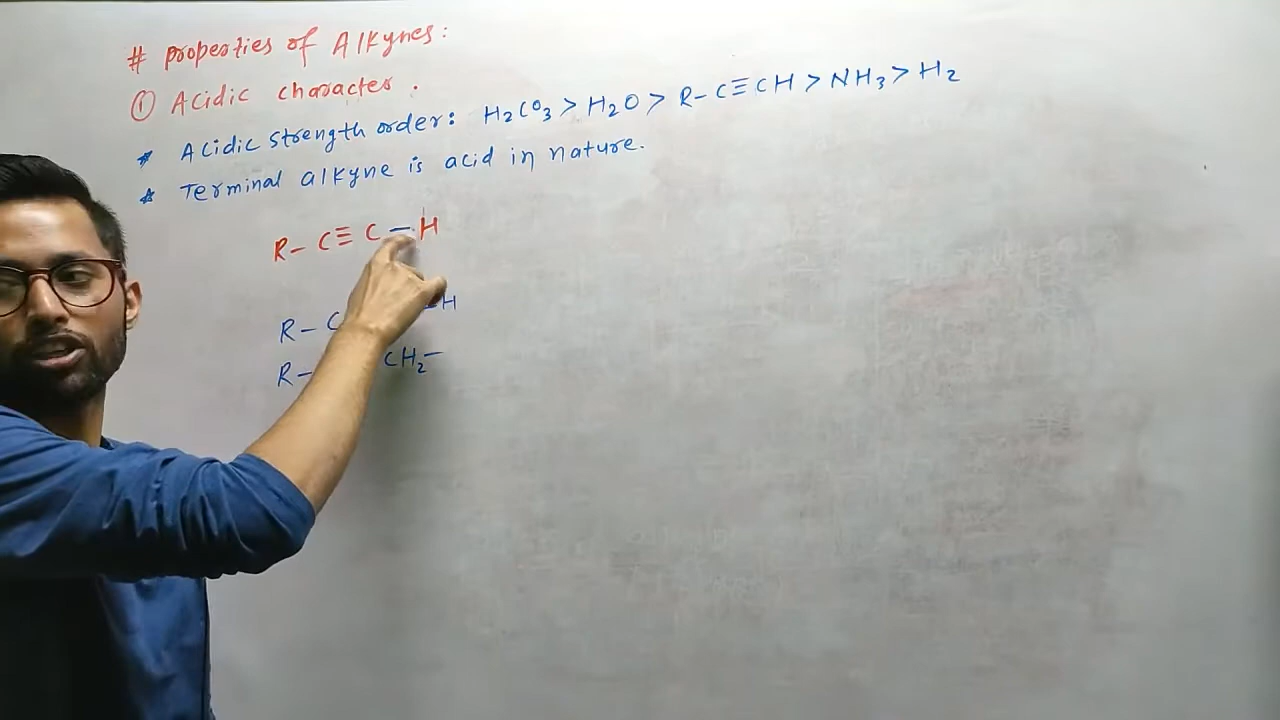 # properties of Alkynes:
① Acidic character.
* Acidic strength order: H₂CO₃ > H₂O > R-C≡CH > NH₃ > H₂
* Terminal alkyne is acid in nature.
R-C≡C-H
R-C -H
R- CH₂-